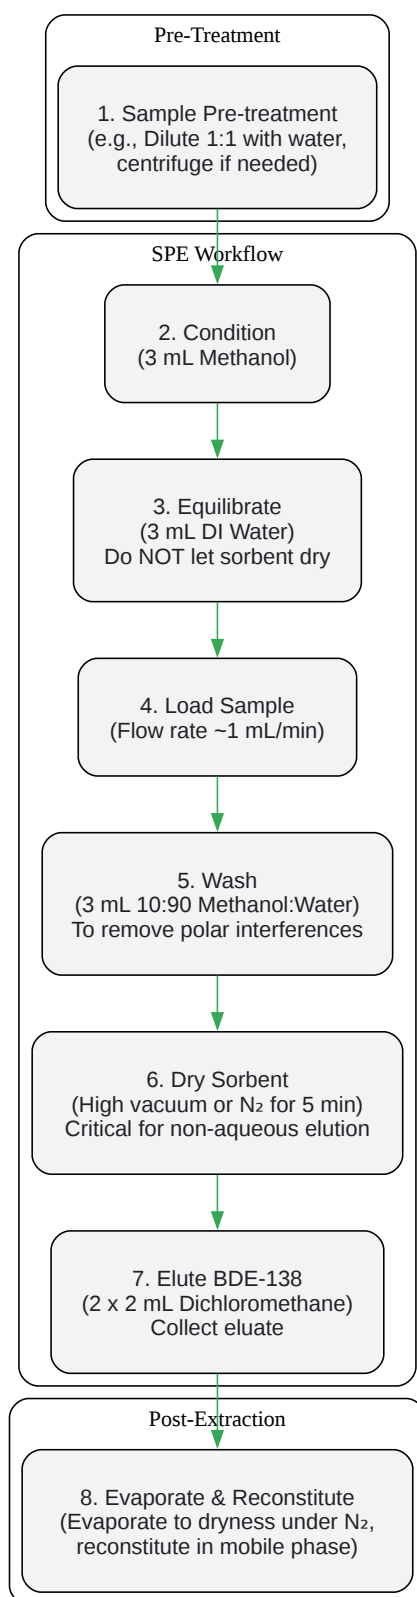 Pre-Treatment
1. Sample Pre-treatment
(e.g., Dilute 1:1 with water,
centrifuge if needed)
SPE Workflow
2. Condition
(3 mL Methanol)
3. Equilibrate
(3 mL DI Water)
Do NOT let sorbent dry
4. Load Sample
(Flow rate ~1 mL/min)
5. Wash
(3 mL 10:90 Methanol:Water)
To remove polar interferences
6. Dry Sorbent
(High vacuum or N₂ for 5 min)
Critical for non-aqueous elution
7. Elute BDE-138
(2 x 2 mL Dichloromethane)
Collect eluate
Post-Extraction
8. Evaporate & Reconstitute
(Evaporate to dryness under N₂,
reconstitute in mobile phase)